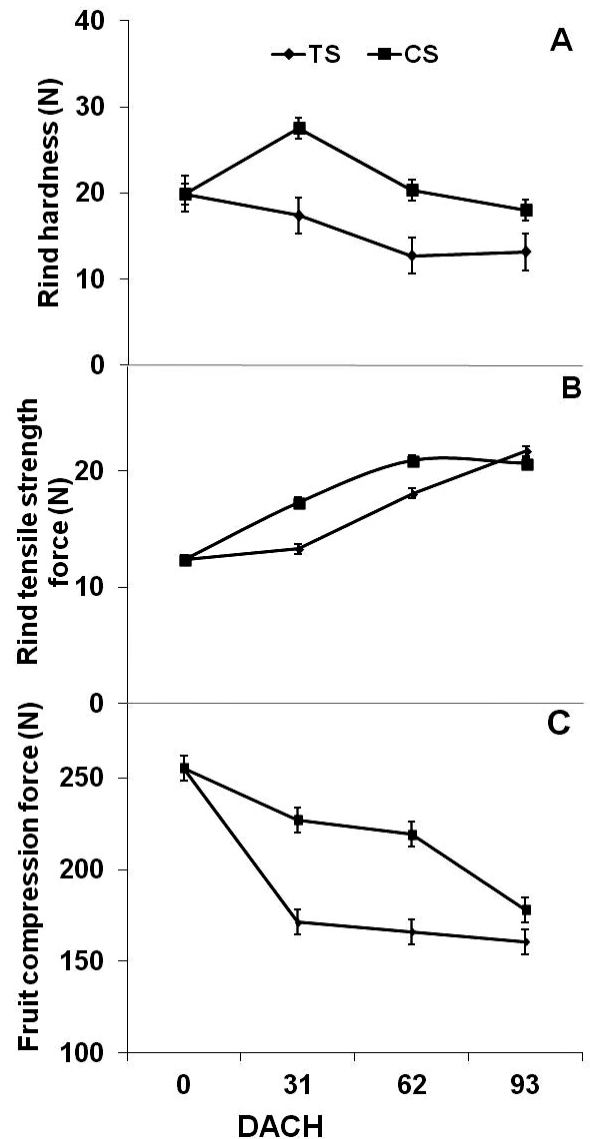 40
A
TS CS
30
20
10
0
Rind hardness (N)
B
20
10
0
Rind tensile strength
force (N)
C
250
200
150
100
Fruit compression force (N)
0 31 62 93
DACH